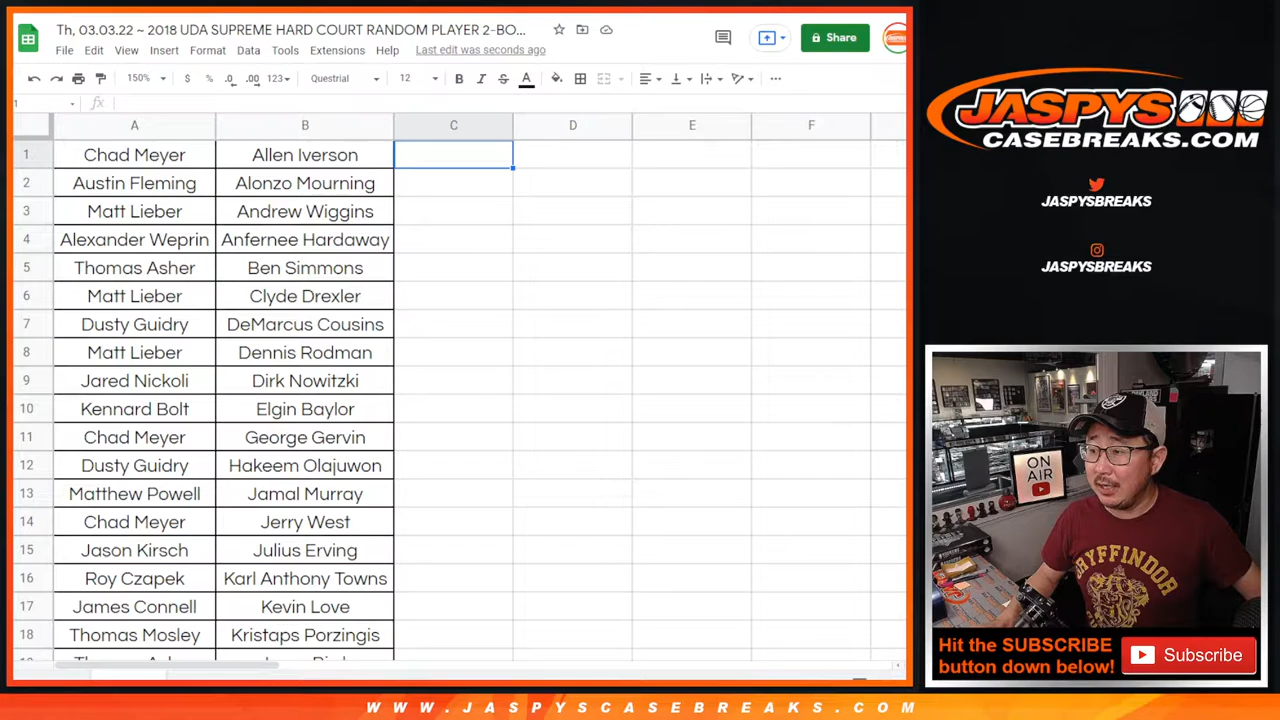 Th, 03.03.22 ~ 2018 UDA SUPREME HARD COURT RANDOM PLAYER 2-BO...
File Edit View Insert Format Data Tools Extensions Help Last edit was seconds ago
Share
150% $ % .0 .00 123 Questrial 12 B I S A
1 fx
A B C D E F
1 Chad Meyer Allen Iverson
2 Austin Fleming Alonzo Mourning
3 Matt Lieber Andrew Wiggins
4 Alexander Weprin Anfernee Hardaway
5 Thomas Asher Ben Simmons
6 Matt Lieber Clyde Drexler
7 Dusty Guidry DeMarcus Cousins
8 Matt Lieber Dennis Rodman
9 Jared Nickoli Dirk Nowitzki
10 Kennard Bolt Elgin Baylor
11 Chad Meyer George Gervin
12 Dusty Guidry Hakeem Olajuwon
13 Matthew Powell Jamal Murray
14 Chad Meyer Jerry West
15 Jason Kirsch Julius Erving
16 Roy Czapek Karl Anthony Towns
17 James Connell Kevin Love
18 Thomas Mosley Kristaps Porzingis
JASPYS
CASEBREAKS.COM
JASPYSBREAKS
JASPYSBREAKS
ON
AIR
GRYFFINDOR
Hit the SUBSCRIBE
button down below!
Subscribe
WWW.JASPYSCASEBREAKS.COM